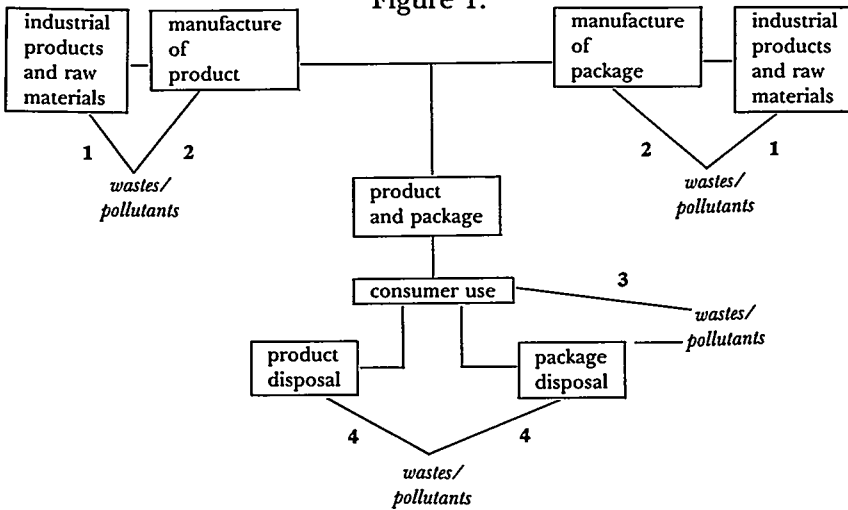 Figure 1.
industrial
products
and raw
materials
manufacture
of
product
manufacture
of
package
industrial
products
and raw
materials
1
2
wastes/
pollutants
2
1
wastes/
pollutants
product
and package
consumer use
3
wastes/
pollutants
product
disposal
package
disposal
4
4
wastes/
pollutants